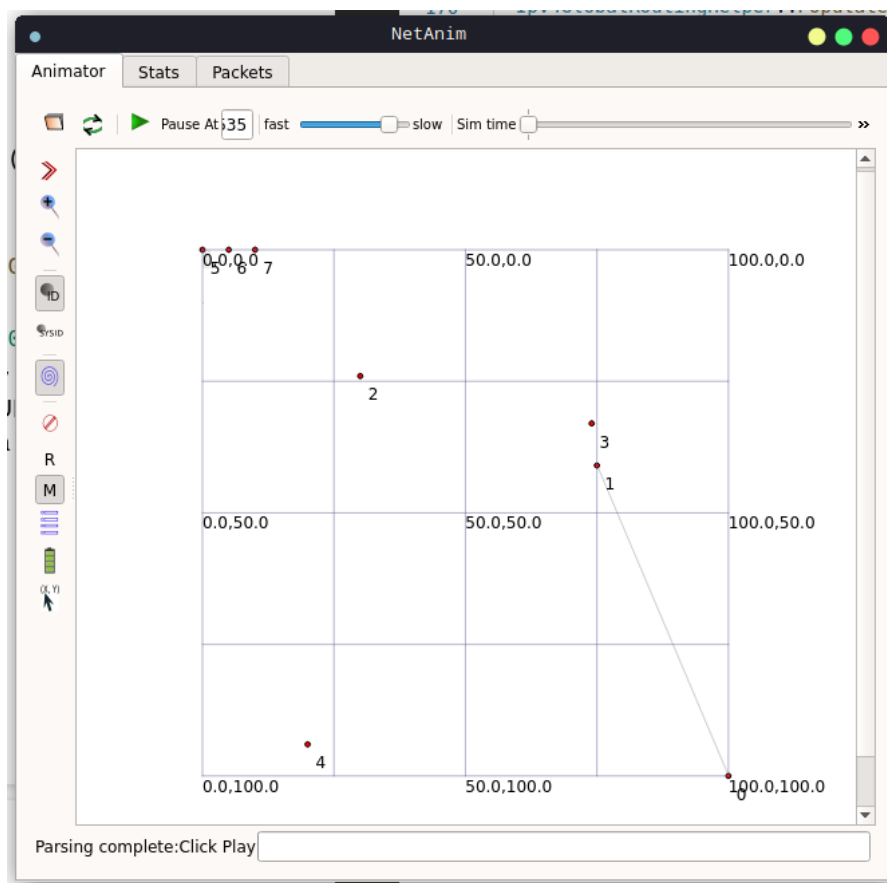 NetAnim
Animator Stats Packets
Pause At fast slow Sim time »
ID
SYSID
R
M
(X, Y)
0.0,0.0 50.0,0.0 100.0,0.0
5 6 7
2
3
1
0.0,50.0 50.0,50.0 100.0,50.0
4
0.0,100.0 50.0,100.0 100.0,100.0
0
Parsing complete:Click Play